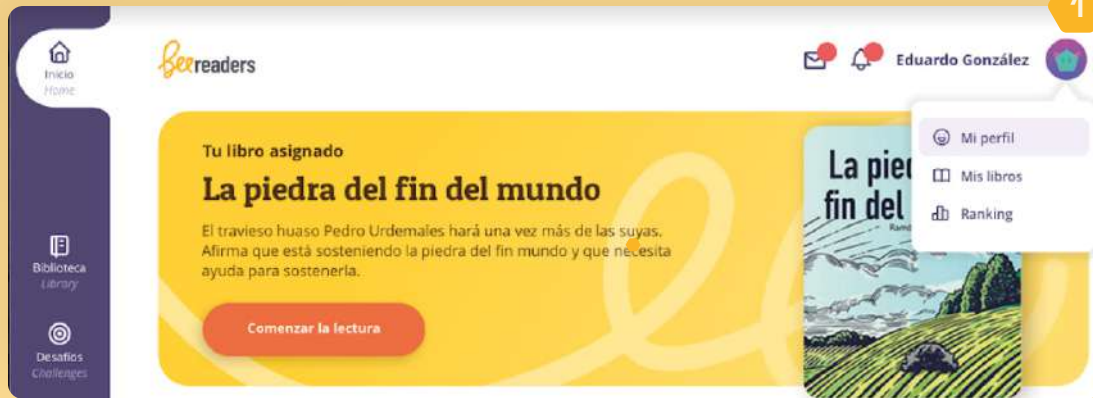 1
Inicio
Home
Beereaders
Eduardo González
Mi perfil
Mis libros
Ranking
Tu libro asignado
La piedra del fin del mundo
El travieso huaso Pedro Urdemales hará una vez más de las suyas.
Afirma que está sosteniendo la piedra del fin mundo y que necesita
ayuda para sostenerla.
Comenzar la lectura
La pie
fin del
Biblioteca
Library
Desafíos
Challenges